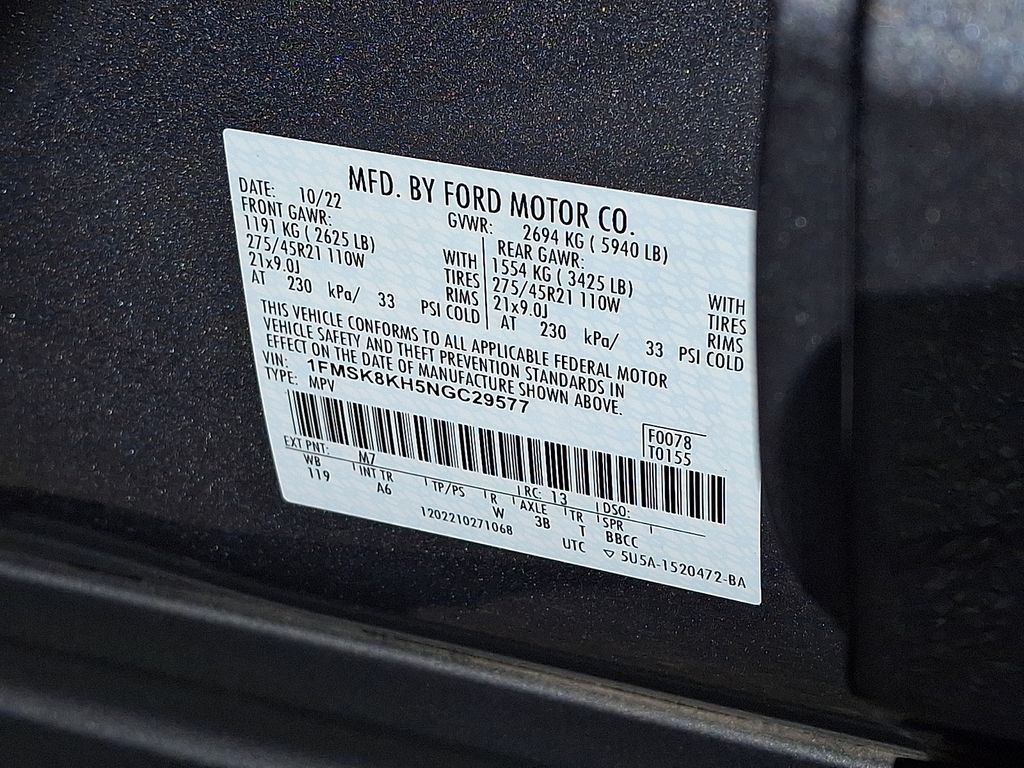 MFD. BY FORD MOTOR CO.
DATE: 10/22 GVWR: 2694 KG ( 5940 LB)
FRONT GAWR: REAR GAWR:
1191 KG ( 2625 LB) WITH 1554 KG ( 3425 LB) WITH
275/45R21 110W TIRES 275/45R21 110W TIRES
21x9.0J RIMS 21x9.0J RIMS
AT 230 kPa/ 33 PSI COLD AT 230 kPa/ 33 PSI COLD
THIS VEHICLE CONFORMS TO ALL APPLICABLE FEDERAL MOTOR
VEHICLE SAFETY AND THEFT PREVENTION STANDARDS IN
EFFECT ON THE DATE OF MANUFACTURE SHOWN ABOVE.
VIN: 1FMSK8KH5NGC29577
TYPE: MPV
F0078
T0155
EXT PNT: M7 RC: 13 DSO:
WB INT TR TP/PS R AXLE TR SPR
119 A6 W 3B T BBCC
1202210271068 UTC ▽ 5U5A-1520472-BA